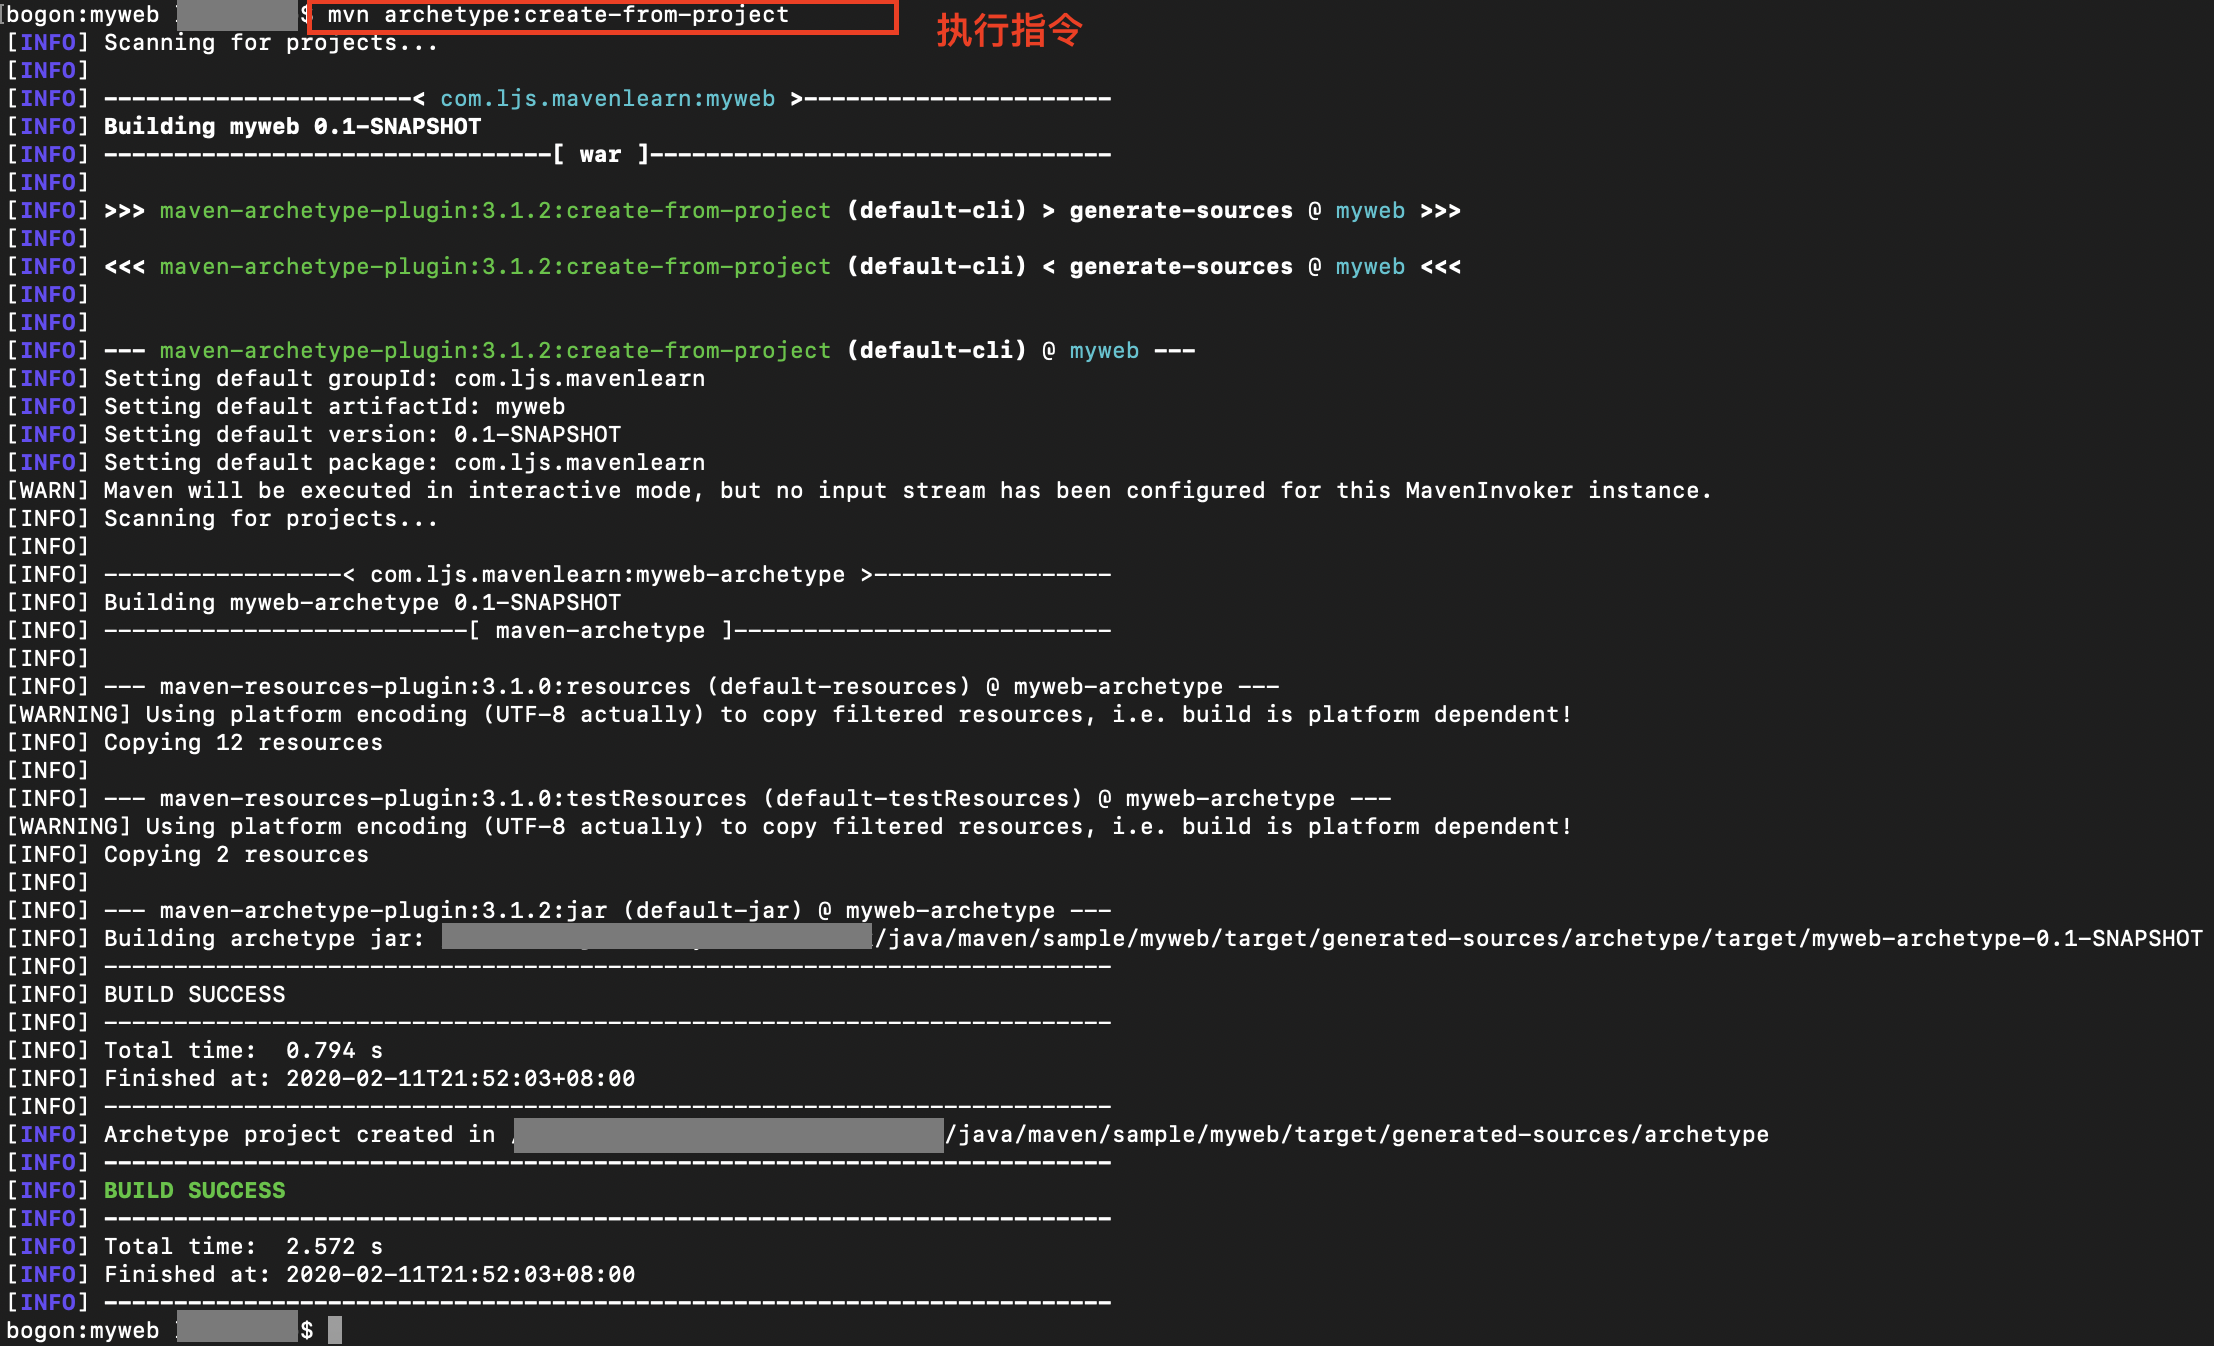 bogon:myweb $ mvn archetype:create-from-project 执行指令
[INFO] Scanning for projects...
[INFO]
[INFO] ----------------------< com.ljs.mavenlearn:myweb >----------------------
[INFO] Building myweb 0.1-SNAPSHOT
[INFO] --------------------------------[ war ]---------------------------------
[INFO]
[INFO] >>> maven-archetype-plugin:3.1.2:create-from-project (default-cli) > generate-sources @ myweb >>>
[INFO]
[INFO] <<< maven-archetype-plugin:3.1.2:create-from-project (default-cli) < generate-sources @ myweb <<<
[INFO]
[INFO]
[INFO] --- maven-archetype-plugin:3.1.2:create-from-project (default-cli) @ myweb ---
[INFO] Setting default groupId: com.ljs.mavenlearn
[INFO] Setting default artifactId: myweb
[INFO] Setting default version: 0.1-SNAPSHOT
[INFO] Setting default package: com.ljs.mavenlearn
[WARN] Maven will be executed in interactive mode, but no input stream has been configured for this MavenInvoker instance.
[INFO] Scanning for projects...
[INFO]
[INFO] -----------------< com.ljs.mavenlearn:myweb-archetype >-----------------
[INFO] Building myweb-archetype 0.1-SNAPSHOT
[INFO] --------------------------[ maven-archetype ]---------------------------
[INFO]
[INFO] --- maven-resources-plugin:3.1.0:resources (default-resources) @ myweb-archetype ---
[WARNING] Using platform encoding (UTF-8 actually) to copy filtered resources, i.e. build is platform dependent!
[INFO] Copying 12 resources
[INFO]
[INFO] --- maven-resources-plugin:3.1.0:testResources (default-testResources) @ myweb-archetype ---
[WARNING] Using platform encoding (UTF-8 actually) to copy filtered resources, i.e. build is platform dependent!
[INFO] Copying 2 resources
[INFO]
[INFO] --- maven-archetype-plugin:3.1.2:jar (default-jar) @ myweb-archetype ---
[INFO] Building archetype jar: /java/maven/sample/myweb/target/generated-sources/archetype/target/myweb-archetype-0.1-SNAPSHOT
[INFO] ------------------------------------------------------------------------
[INFO] BUILD SUCCESS
[INFO] ------------------------------------------------------------------------
[INFO] Total time:  0.794 s
[INFO] Finished at: 2020-02-11T21:52:03+08:00
[INFO] ------------------------------------------------------------------------
[INFO] Archetype project created in /java/maven/sample/myweb/target/generated-sources/archetype
[INFO] ------------------------------------------------------------------------
[INFO] BUILD SUCCESS
[INFO] ------------------------------------------------------------------------
[INFO] Total time:  2.572 s
[INFO] Finished at: 2020-02-11T21:52:03+08:00
[INFO] ------------------------------------------------------------------------
bogon:myweb $